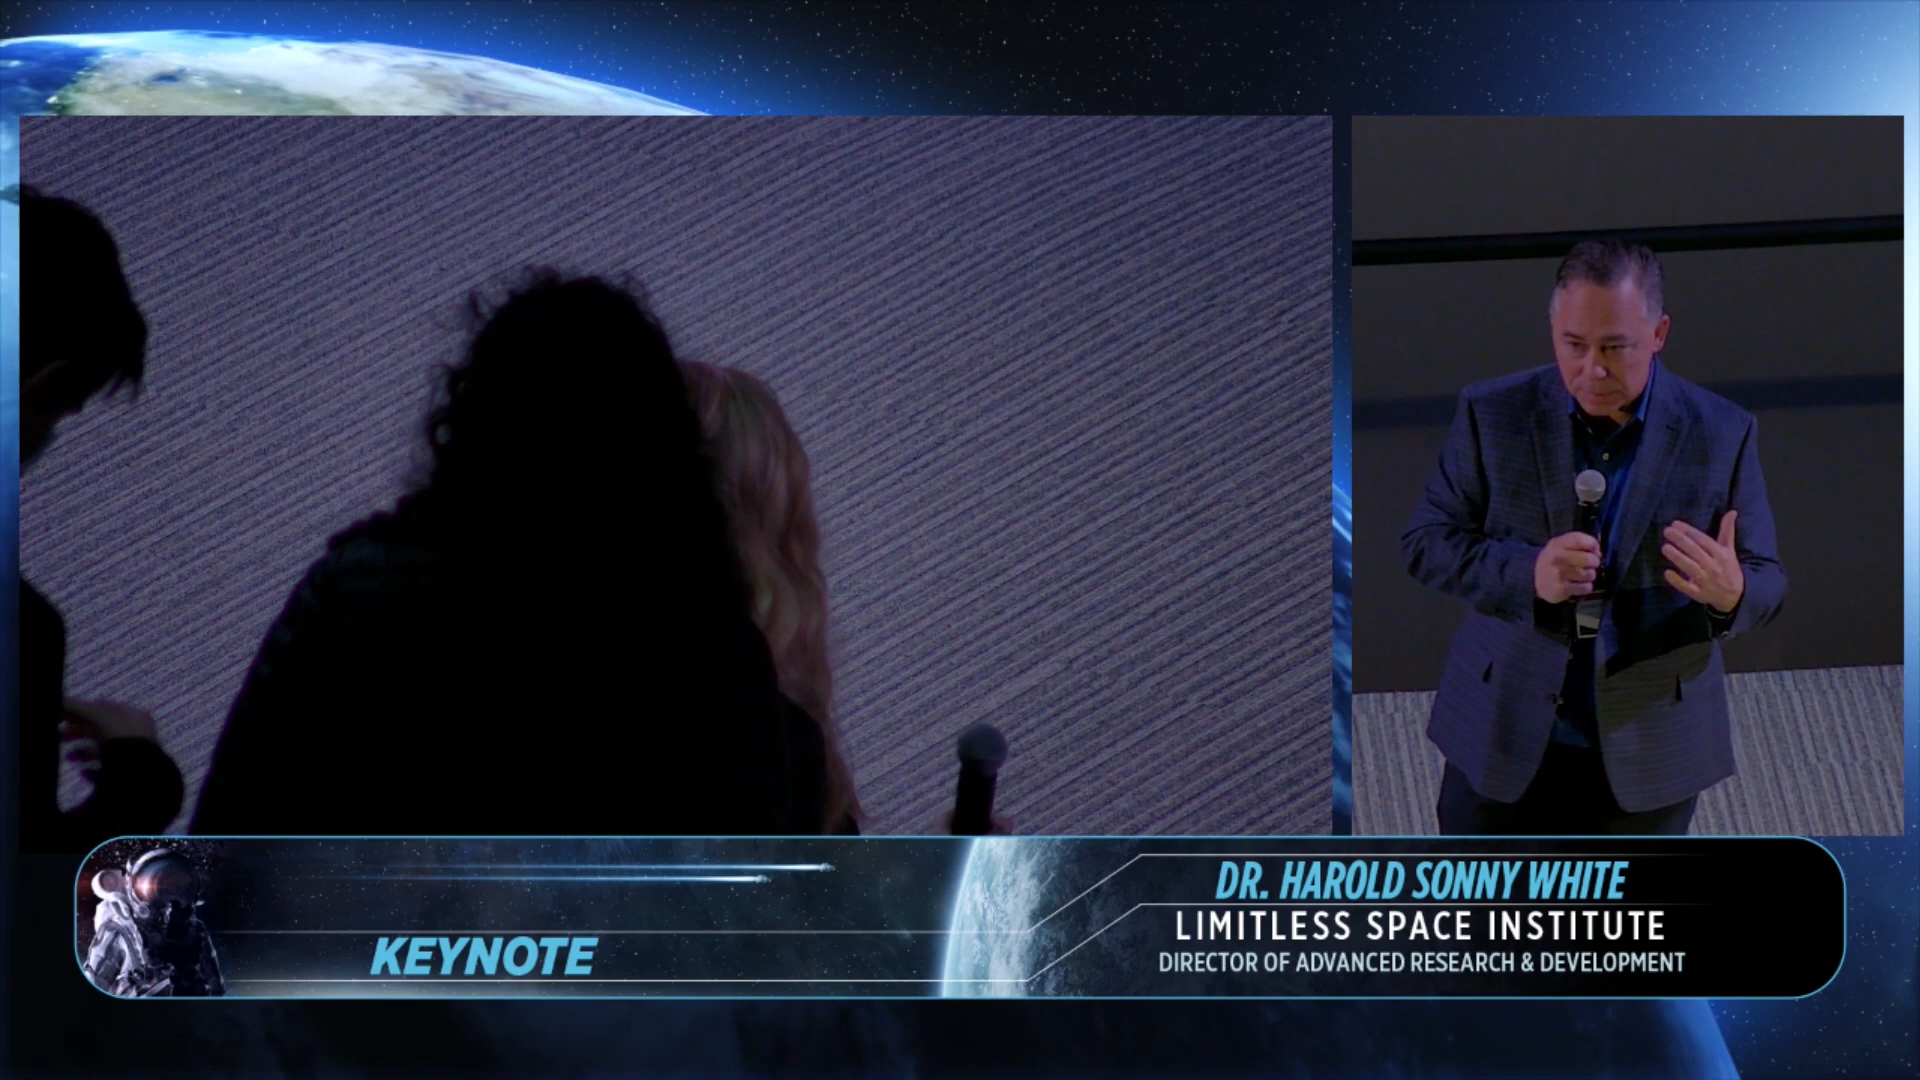 KEYNOTE
DR. HAROLD SONNY WHITE
LIMITLESS SPACE INSTITUTE
DIRECTOR OF ADVANCED RESEARCH & DEVELOPMENT